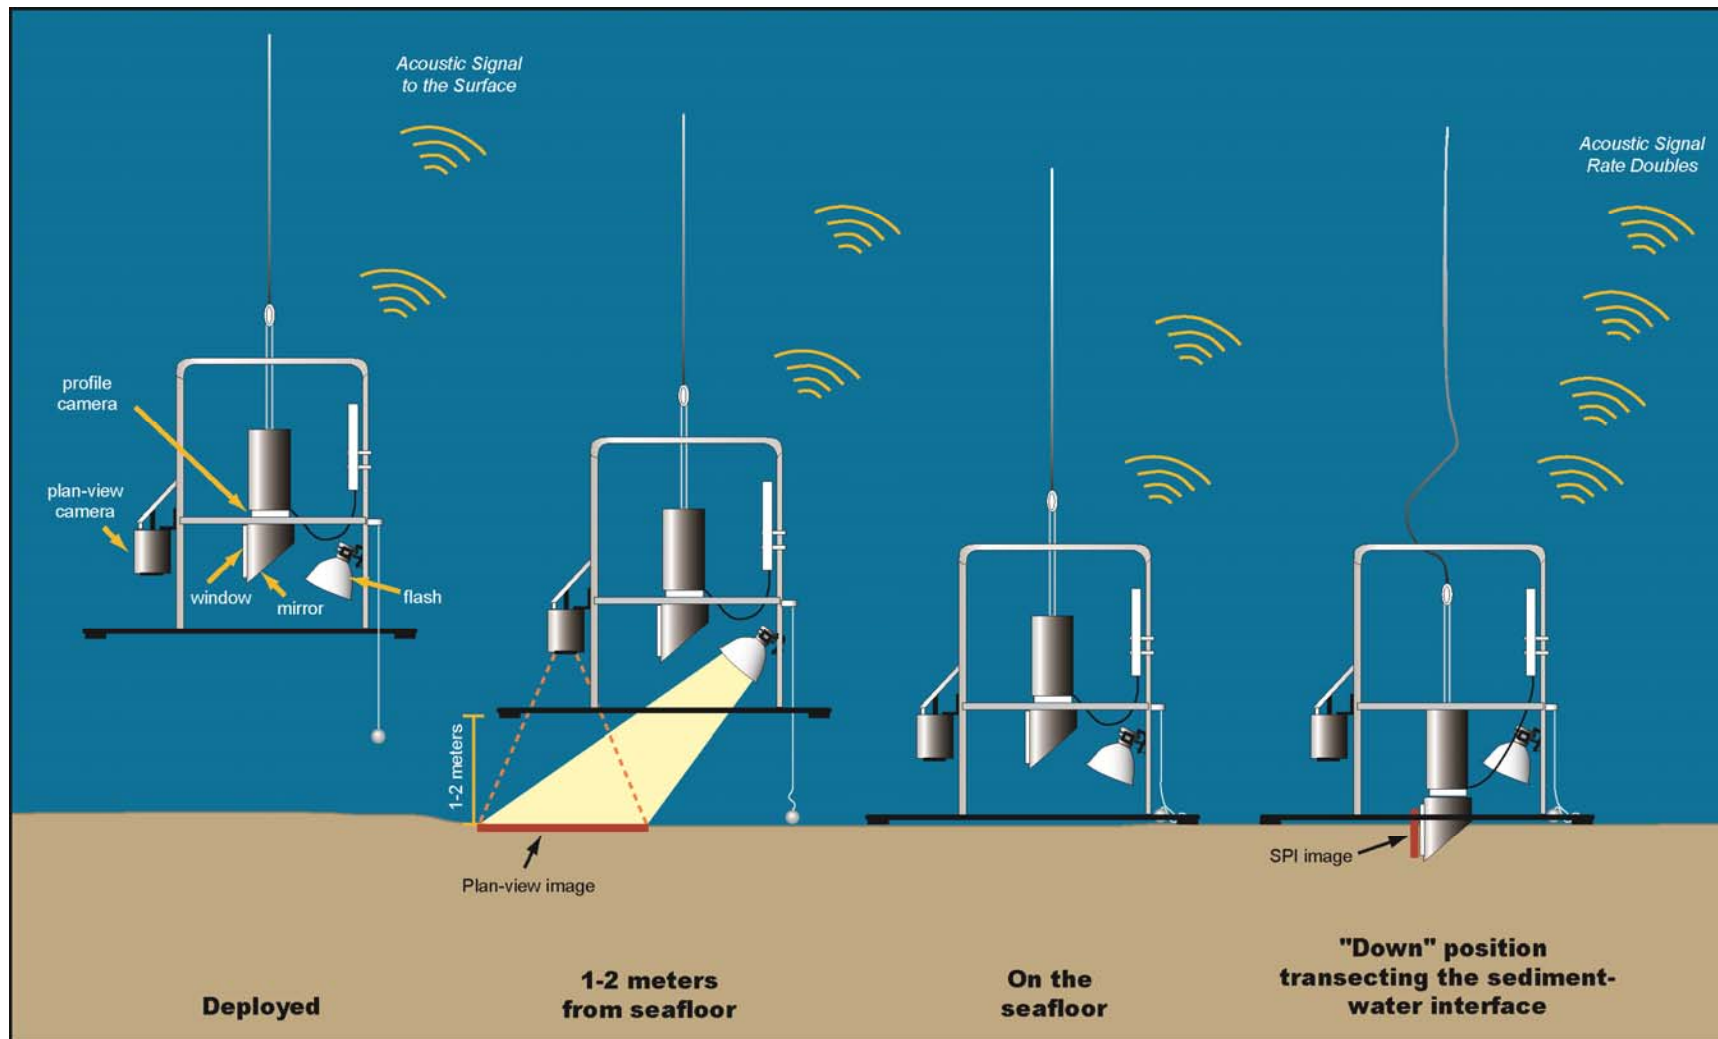 Acoustic Signal
to the Surface
Acoustic Signal
Rate Doubles
profile
camera
plan-view
camera
window
mirror
flash
1-2 meters
Plan-view image
SPI image
Deployed
1-2 meters
from seafloor
On the
seafloor
"Down" position
transecting the sediment-
water interface